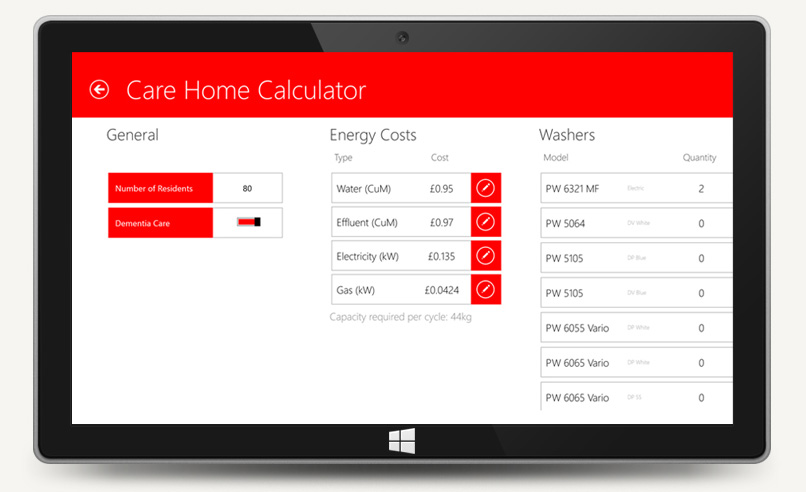 Care Home Calculator
General
Number of Residents 80
Dementia Care
Energy Costs
Type Cost
Water (CuM) £0.95
Effluent (CuM) £0.97
Electricity (kW) £0.135
Gas (kW) £0.0424
Capacity required per cycle: 44kg
Washers
Model Quantity
PW 6321 MF Electric 2
PW 5064 DV White 0
PW 5105 DP Blue 0
PW 5105 DV Blue 0
PW 6055 Vario DP White 0
PW 6065 Vario DP White 0
PW 6065 Vario DP SS 0